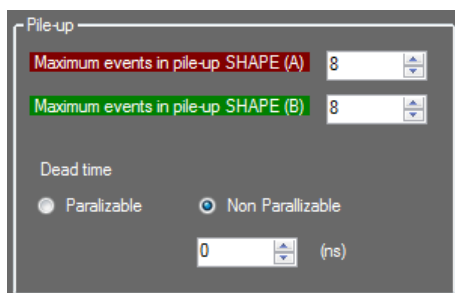 Pile-up
Maximum events in pile-up SHAPE (A) 8
Maximum events in pile-up SHAPE (B) 8
Dead time
Paralizable Non Parallizable
0 (ns)